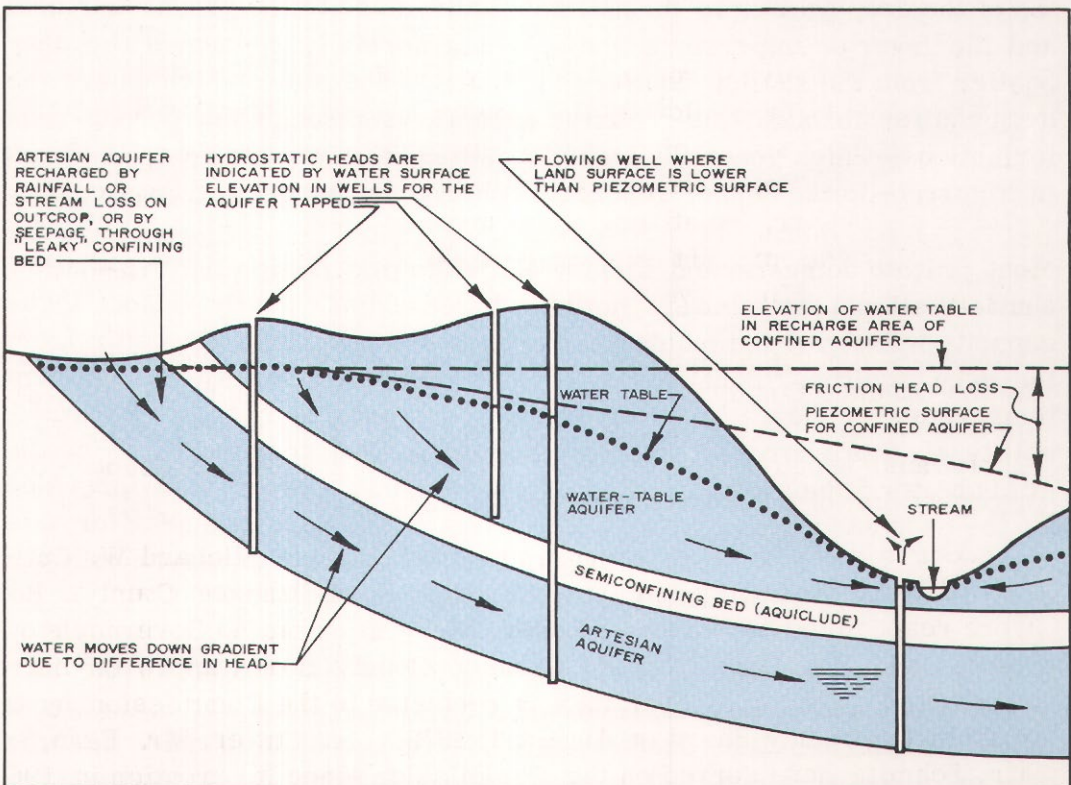 ARTESIAN AQUIFER
RECHARGED BY
RAINFALL OR
STREAM LOSS ON
OUTCROP, OR BY
SEEPAGE THROUGH
"LEAKY" CONFINING
BED
HYDROSTATIC HEADS ARE
INDICATED BY WATER SURFACE
ELEVATION IN WELLS FOR THE
AQUIFER TAPPED
FLOWING WELL WHERE
LAND SURFACE IS LOWER
THAN PIEZOMETRIC SURFACE
ELEVATION OF WATER TABLE
IN RECHARGE AREA OF
CONFINED AQUIFER
FRICTION HEAD LOSS
PIEZOMETRIC SURFACE
FOR CONFINED AQUIFER
WATER TABLE
WATER-TABLE
AQUIFER
STREAM
SEMICONFINING BED (AQUICLUDE)
ARTESIAN
AQUIFER
WATER MOVES DOWN GRADIENT
DUE TO DIFFERENCE IN HEAD